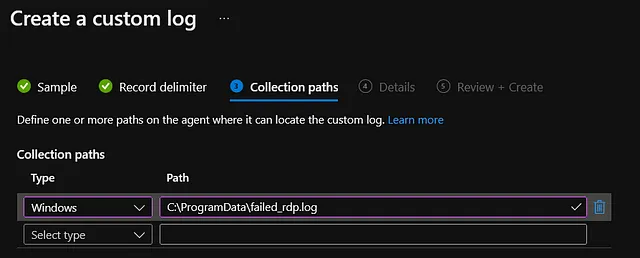 Create a custom log ...
Sample Record delimiter 3 Collection paths 4 Details 5 Review + Create
Define one or more paths on the agent where it can locate the custom log. Learn more
Collection paths
Type Path
Windows C:\ProgramData\failed_rdp.log
Select type